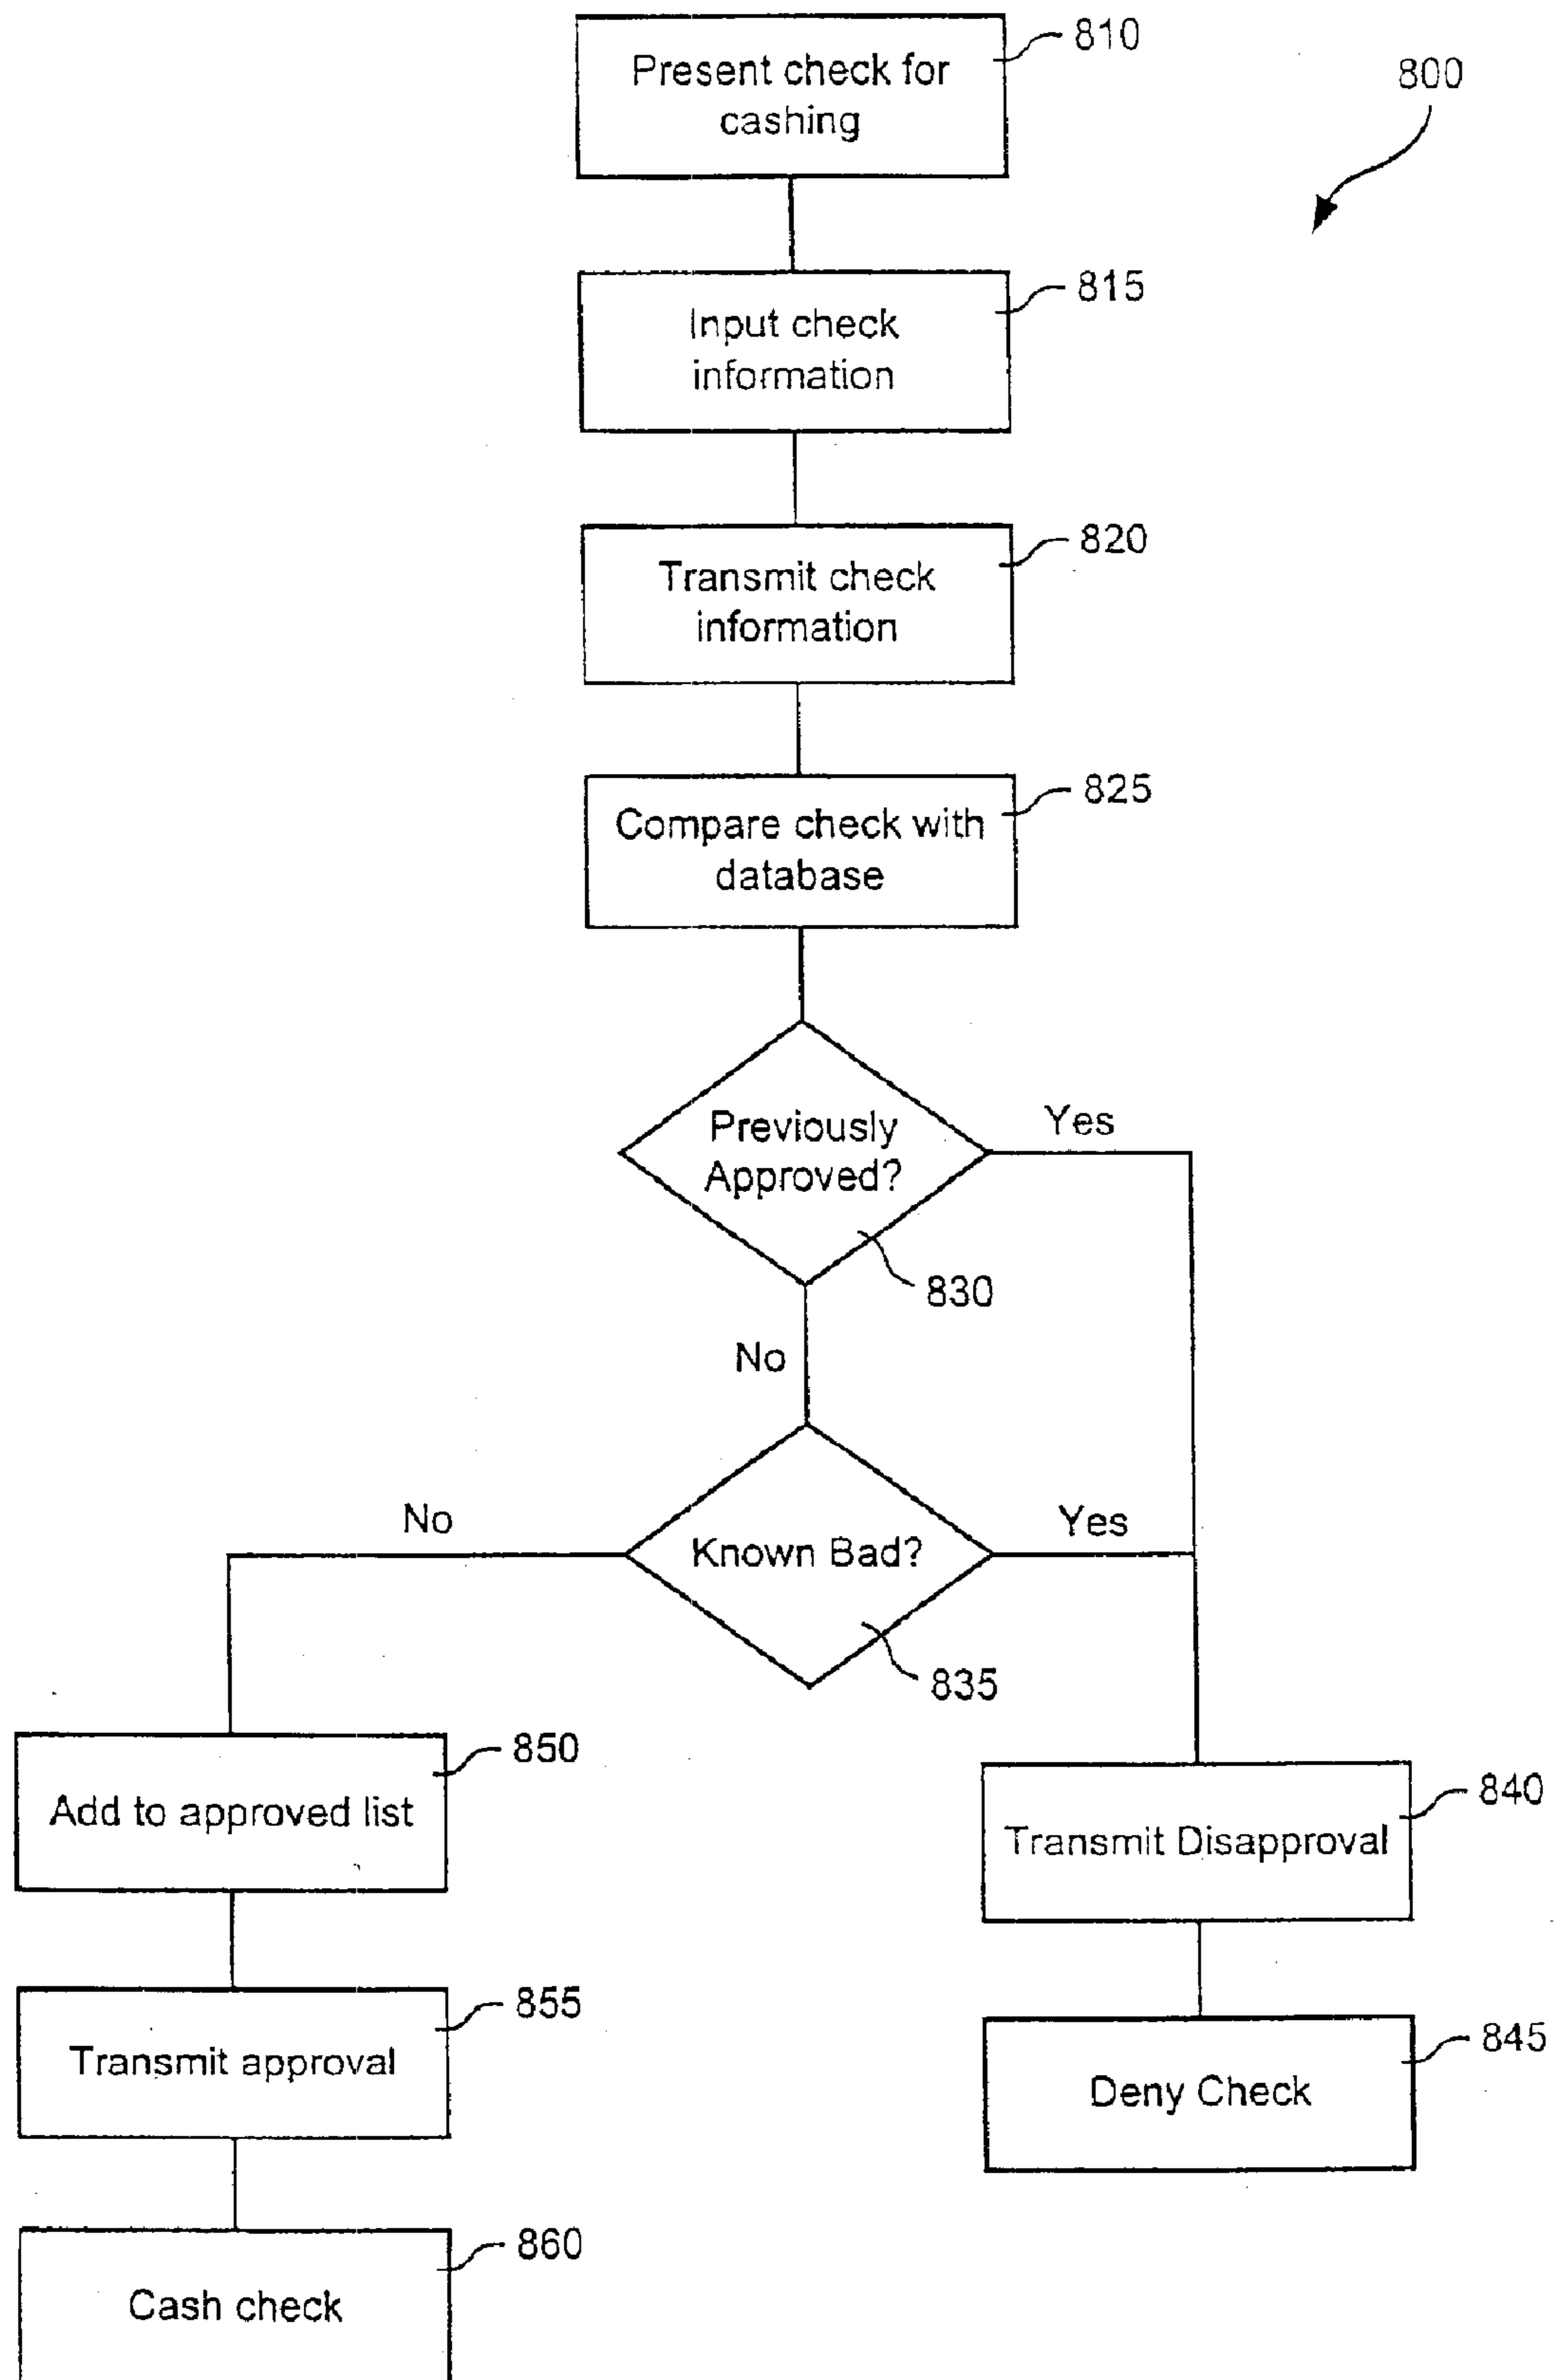 810
Present check for
cashing
800
815
Input check
information
820
Transmit check
information
825
Compare check with
database
Previously
Approved?
Yes
830
No
No
Known Bad?
Yes
835
850
Add to approved list
840
Transmit Disapproval
855
Transmit approval
845
Deny Check
860
Cash check